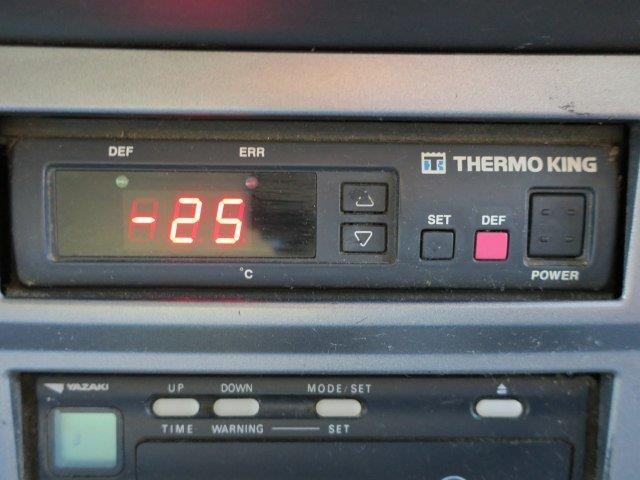 DEF ERR
THERMO KING
-25
SET DEF
°C
POWER
YAZAKI UP DOWN MODE/SET
TIME WARNING SET